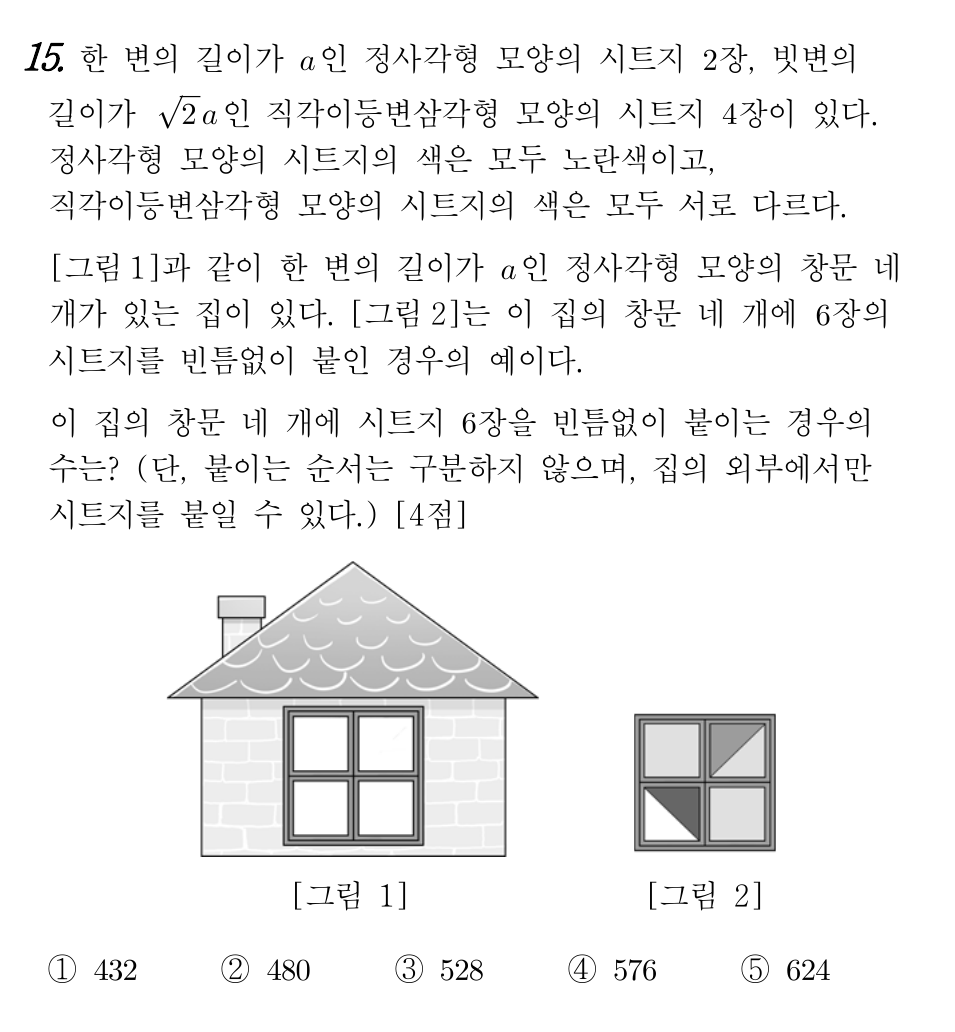 15. 한 변의 길이가 a인 정사각형 모양의 시트지 2장, 빗변의
길이가 √2a인 직각이등변삼각형 모양의 시트지 4장이 있다.
정사각형 모양의 시트지의 색은 모두 노란색이고,
직각이등변삼각형 모양의 시트지의 색은 모두 서로 다르다.
[그림 1]과 같이 한 변의 길이가 a인 정사각형 모양의 창문 네
개가 있는 집이 있다. [그림 2]는 이 집의 창문 네 개에 6장의
시트지를 빈틈없이 붙인 경우의 예이다.
이 집의 창문 네 개에 시트지 6장을 빈틈없이 붙이는 경우의
수는? (단, 붙이는 순서는 구분하지 않으며, 집의 외부에서만
시트지를 붙일 수 있다.) [4점]
[그림 1] [그림 2]
① 432 ② 480 ③ 528 ④ 576 ⑤ 624